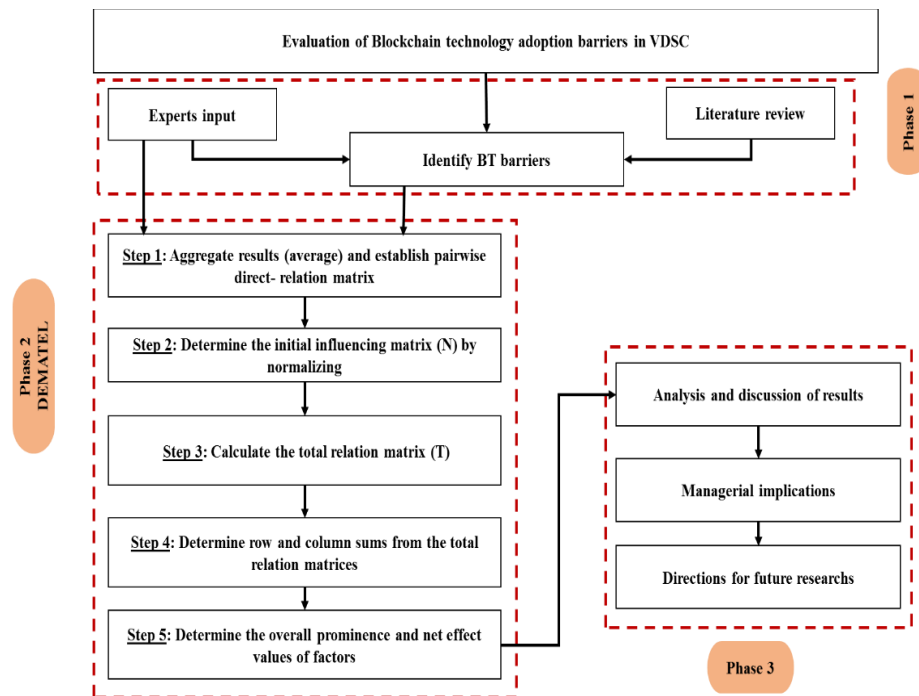 Evaluation of Blockchain technology adoption barriers in VDSC
Phase 1
Experts input
Literature review
Identify BT barriers
Phase 2
DEMATEL
Step 1: Aggregate results (average) and establish pairwise
direct- relation matrix
Step 2: Determine the initial influencing matrix (N) by
normalizing
Step 3: Calculate the total relation matrix (T)
Step 4: Determine row and column sums from the total
relation matrices
Step 5: Determine the overall prominence and net effect
values of factors
Analysis and discussion of results
Managerial implications
Directions for future researchs
Phase 3